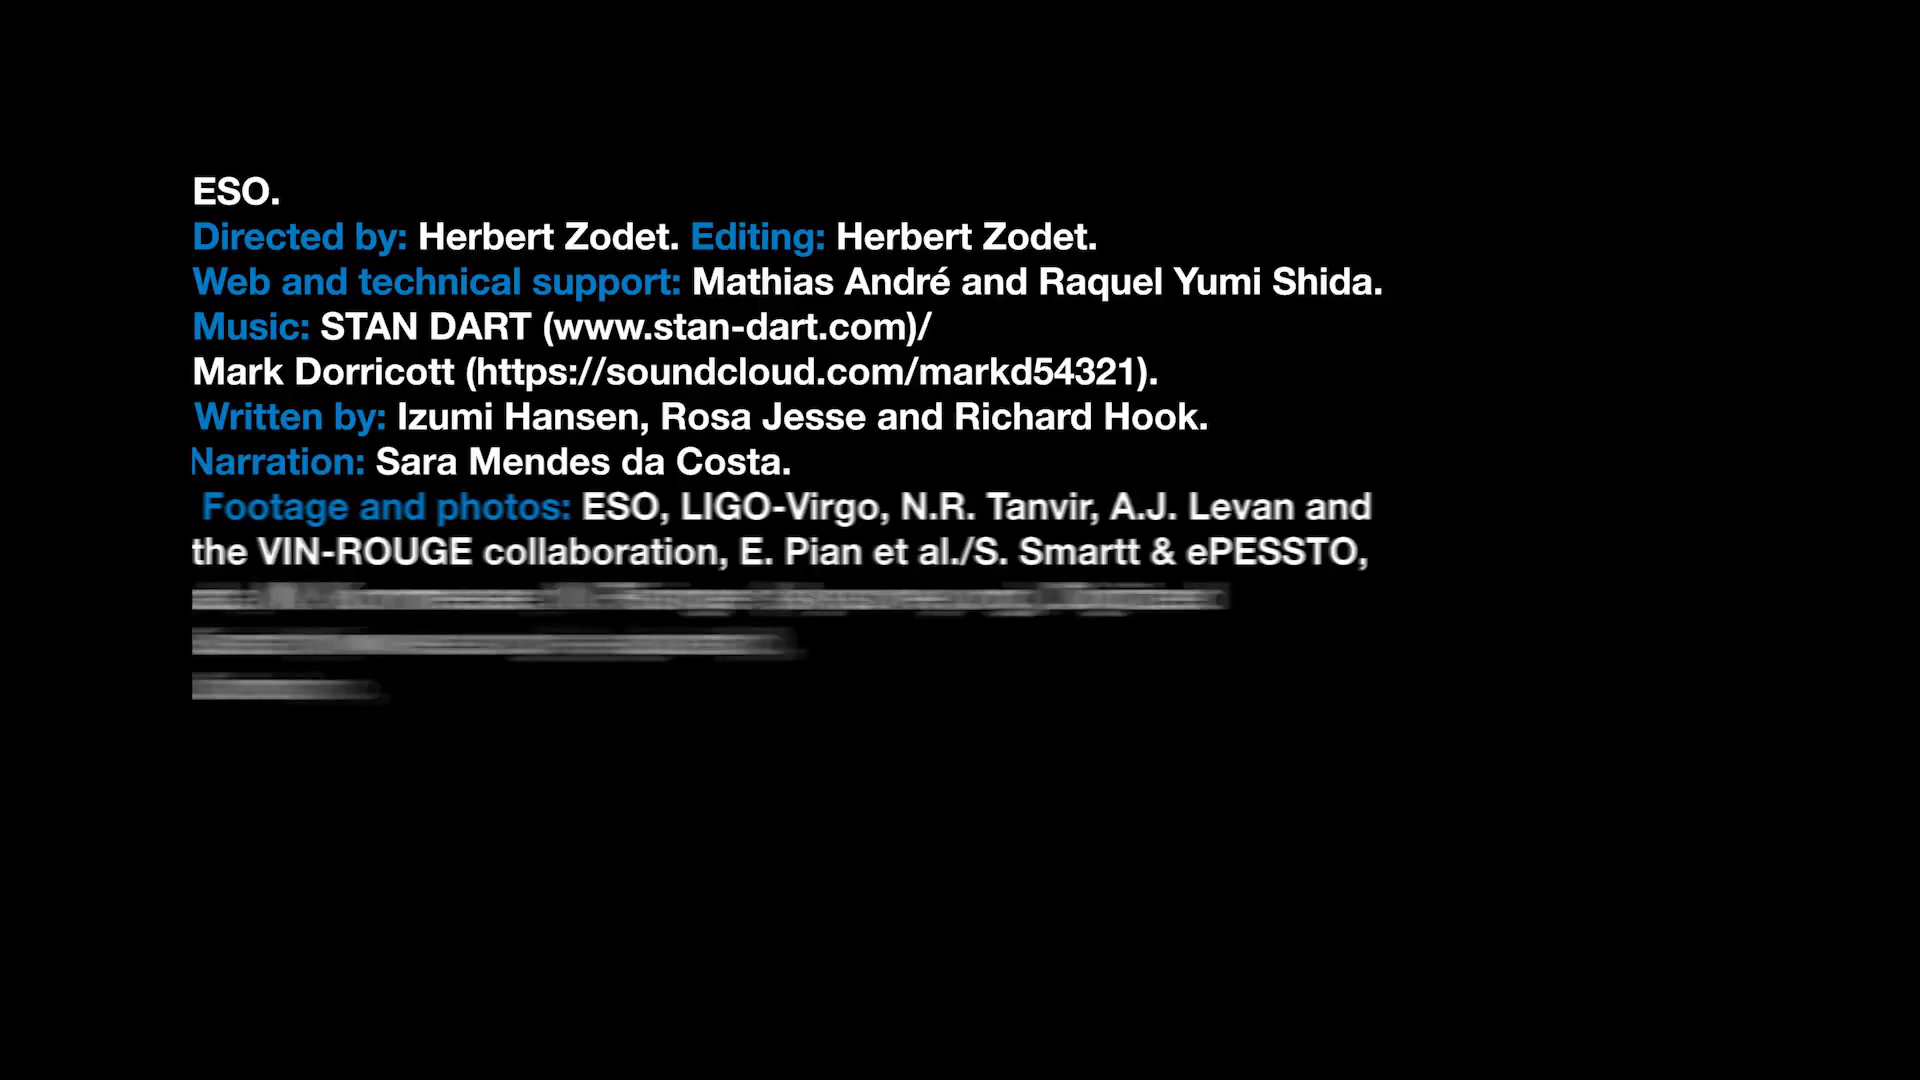 ESO.
Directed by: Herbert Zodet. Editing: Herbert Zodet.
Web and technical support: Mathias André and Raquel Yumi Shida.
Music: STAN DART (www.stan-dart.com)/
Mark Dorricott (https://soundcloud.com/markd54321).
Written by: Izumi Hansen, Rosa Jesse and Richard Hook.
Narration: Sara Mendes da Costa.
Footage and photos: ESO, LIGO-Virgo, N.R. Tanvir, A.J. Levan and
the VIN-ROUGE collaboration, E. Pian et al./S. Smartt & ePESSTO,